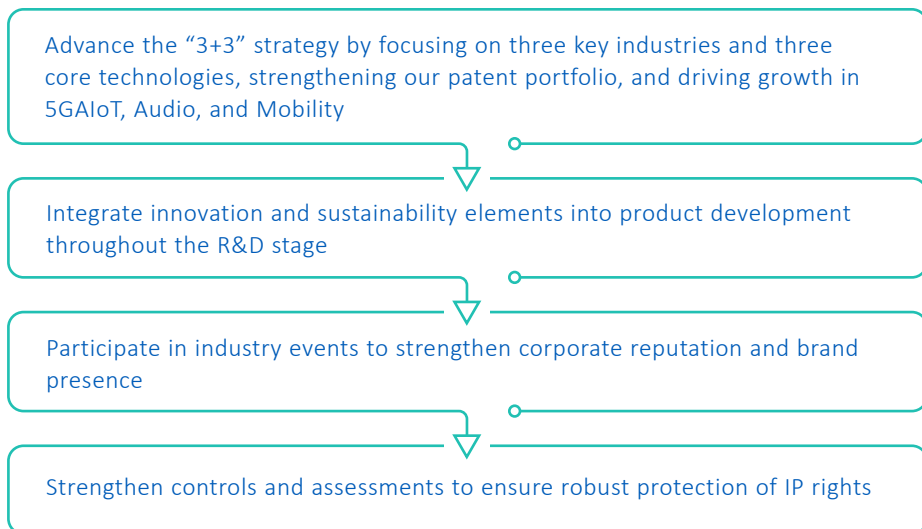 Advance the “3+3” strategy by focusing on three key industries and three
core technologies, strengthening our patent portfolio, and driving growth in
5GAIoT, Audio, and Mobility
Integrate innovation and sustainability elements into product development
throughout the R&D stage
Participate in industry events to strengthen corporate reputation and brand
presence
Strengthen controls and assessments to ensure robust protection of IP rights